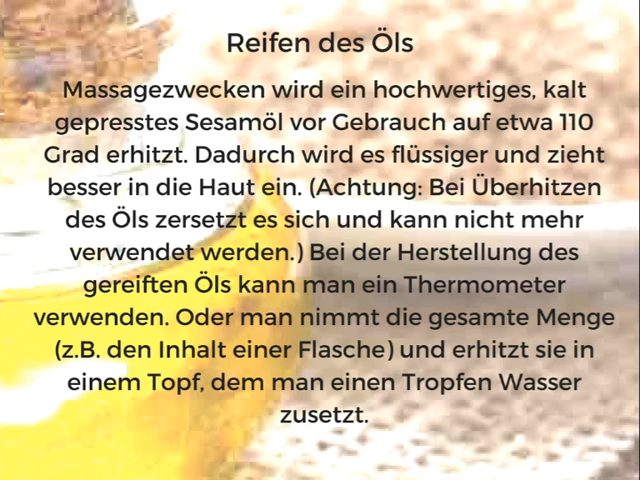 Reifen des Öls
Massagezwecken wird ein hochwertiges, kalt
gepresstes Sesamöl vor Gebrauch auf etwa 110
Grad erhitzt. Dadurch wird es flüssiger und zieht
besser in die Haut ein. (Achtung: Bei Überhitzen
des Öls zersetzt es sich und kann nicht mehr
verwendet werden.) Bei der Herstellung des
gereiften Öls kann man ein Thermometer
verwenden. Oder man nimmt die gesamte Menge
(z.B. den Inhalt einer Flasche) und erhitzt sie in
einem Topf, dem man einen Tropfen Wasser
zusetzt.